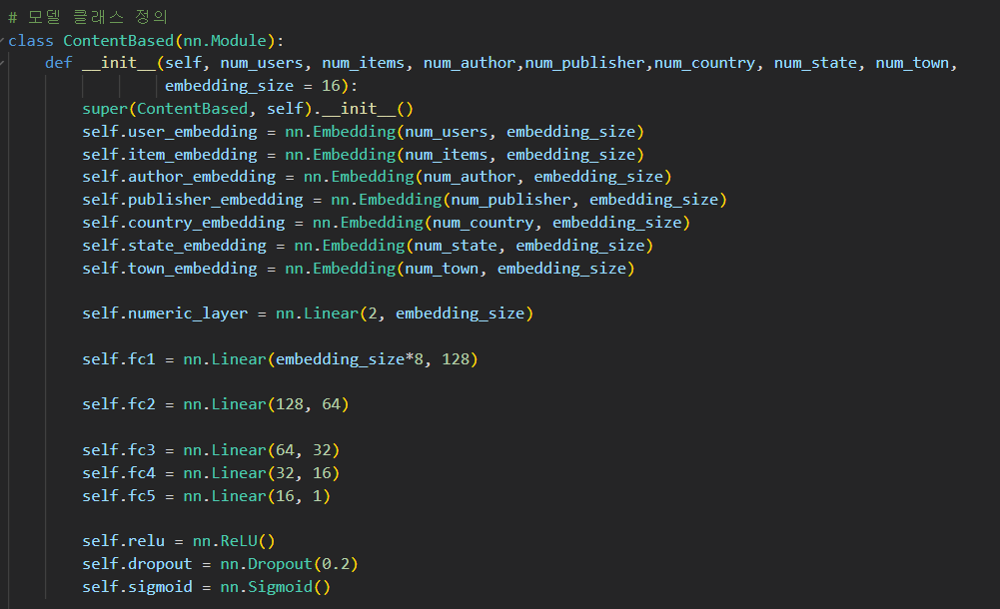 # 모델 클래스 정의
class ContentBased(nn.Module):
    def __init__(self, num_users, num_items, num_author,num_publisher,num_country, num_state, num_town,
                 embedding_size = 16):
        super(ContentBased, self).__init__()
        self.user_embedding = nn.Embedding(num_users, embedding_size)
        self.item_embedding = nn.Embedding(num_items, embedding_size)
        self.author_embedding = nn.Embedding(num_author, embedding_size)
        self.publisher_embedding = nn.Embedding(num_publisher, embedding_size)
        self.country_embedding = nn.Embedding(num_country, embedding_size)
        self.state_embedding = nn.Embedding(num_state, embedding_size)
        self.town_embedding = nn.Embedding(num_town, embedding_size)
        self.numeric_layer = nn.Linear(2, embedding_size)
        self.fc1 = nn.Linear(embedding_size*8, 128)
        self.fc2 = nn.Linear(128, 64)
        self.fc3 = nn.Linear(64, 32)
        self.fc4 = nn.Linear(32, 16)
        self.fc5 = nn.Linear(16, 1)
        self.relu = nn.ReLU()
        self.dropout = nn.Dropout(0.2)
        self.sigmoid = nn.Sigmoid()